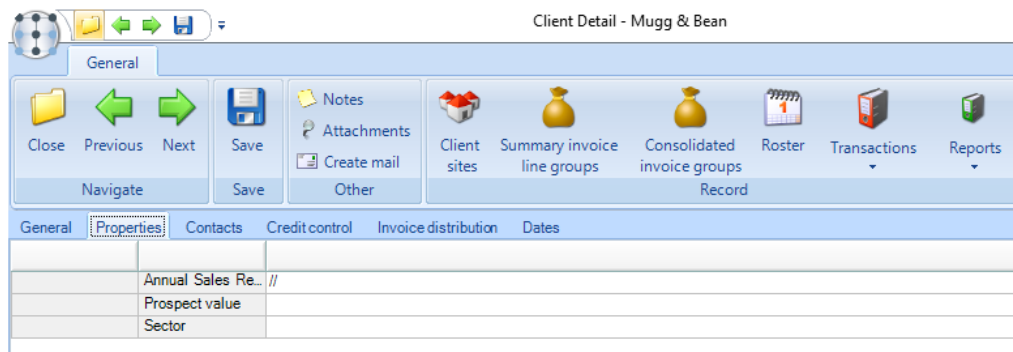 Client Detail - Mugg & Bean
General
Notes
Attachments
Create mail
Close Previous Next Save Client sites Summary invoice line groups Consolidated invoice groups 1 Roster Transactions Reports
Navigate Save Other Record
General Properties Contacts Credit control Invoice distribution Dates
Annual Sales Re... //
Prospect value
Sector